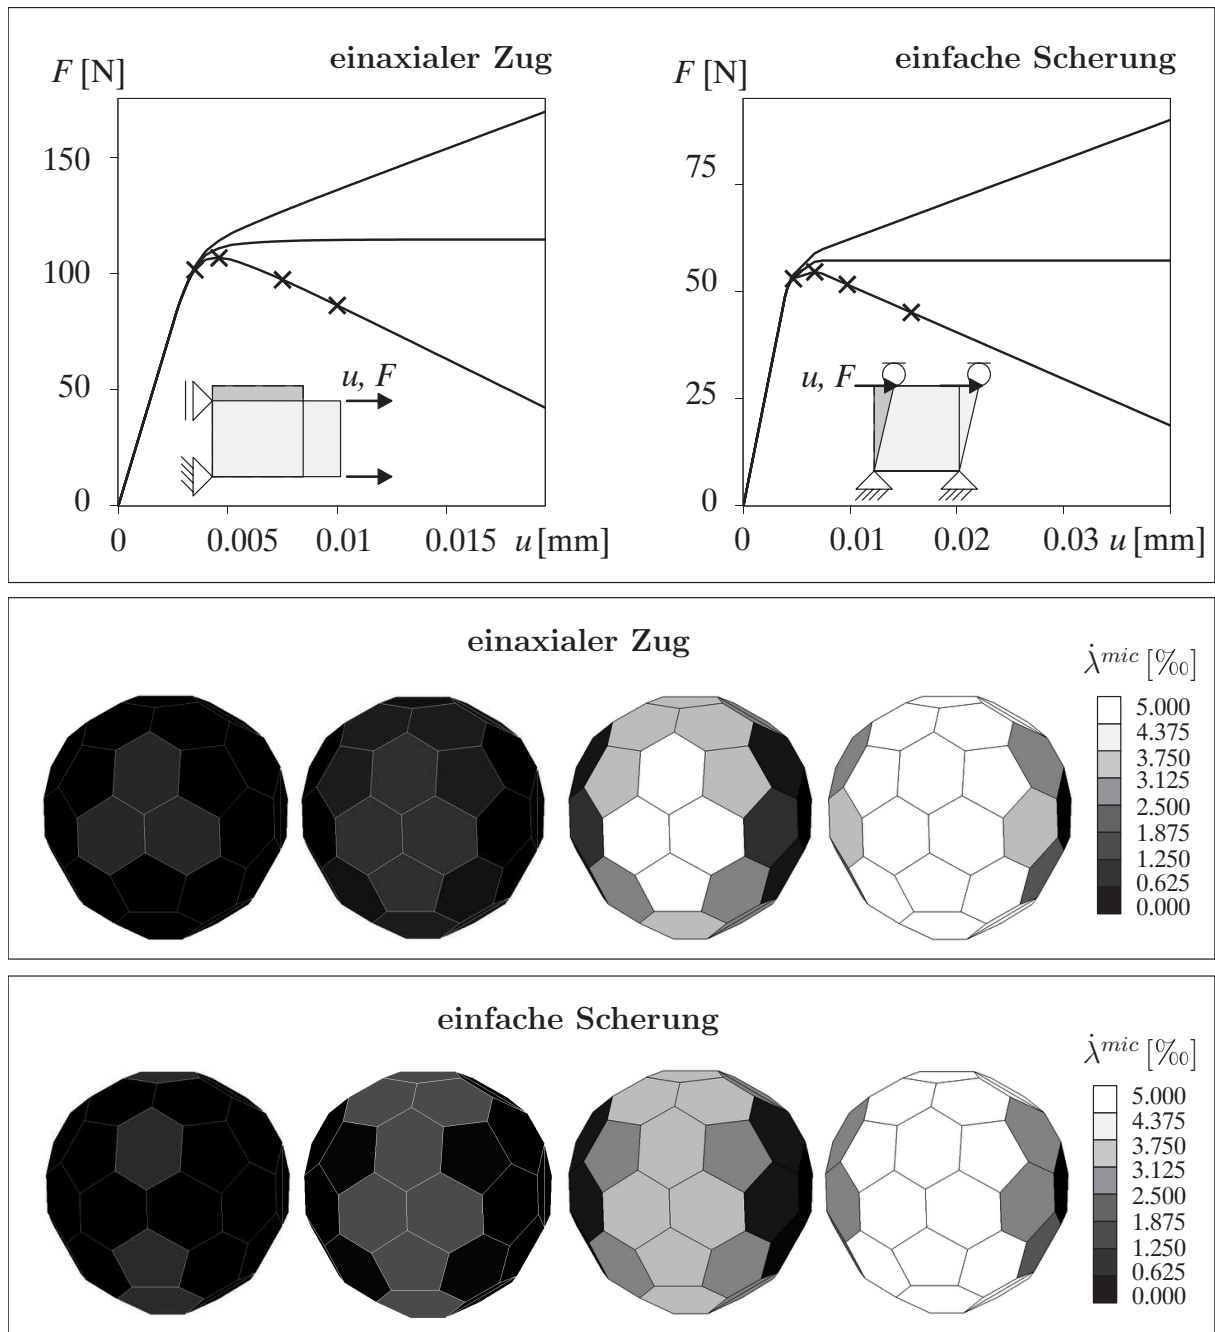 einaxialer Zug
F [N]
150
100
50
0
u, F
0 0.005 0.01 0.015 u [mm]
einfache Scherung
F [N]
75
50
25
0
u, F
0 0.01 0.02 0.03 u [mm]
einaxialer Zug
λ̇^mic [‰]
5.000
4.375
3.750
3.125
2.500
1.875
1.250
0.625
0.000
einfache Scherung
λ̇^mic [‰]
5.000
4.375
3.750
3.125
2.500
1.875
1.250
0.625
0.000